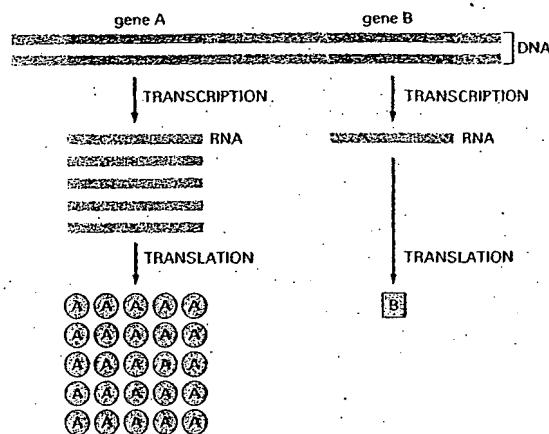 gene A gene B
DNA
TRANSCRIPTION TRANSCRIPTION
RNA RNA
TRANSLATION TRANSLATION
A A A A A B
A A A A A
A A A A A
A A A A A
A A A A A